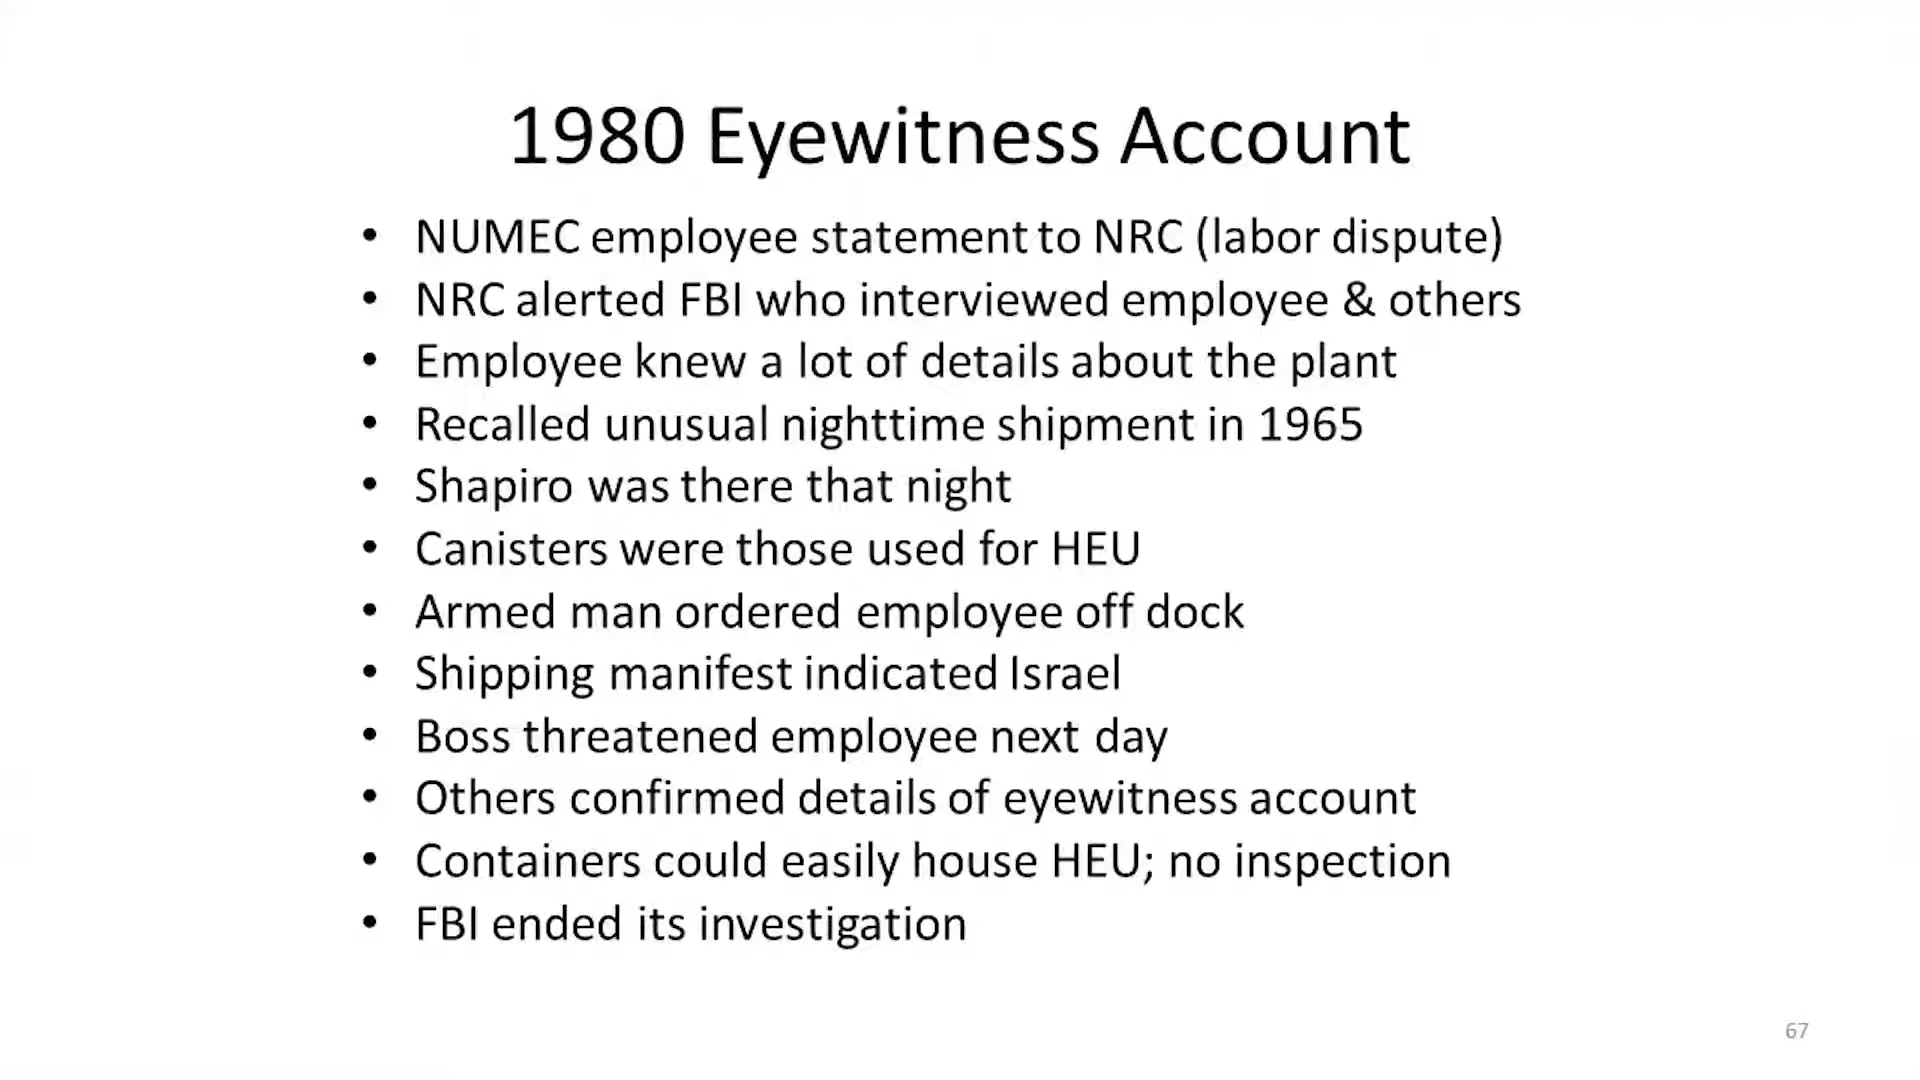 1980 Eyewitness Account
• NUMEC employee statement to NRC (labor dispute)
• NRC alerted FBI who interviewed employee & others
• Employee knew a lot of details about the plant
• Recalled unusual nighttime shipment in 1965
• Shapiro was there that night
• Canisters were those used for HEU
• Armed man ordered employee off dock
• Shipping manifest indicated Israel
• Boss threatened employee next day
• Others confirmed details of eyewitness account
• Containers could easily house HEU; no inspection
• FBI ended its investigation
67